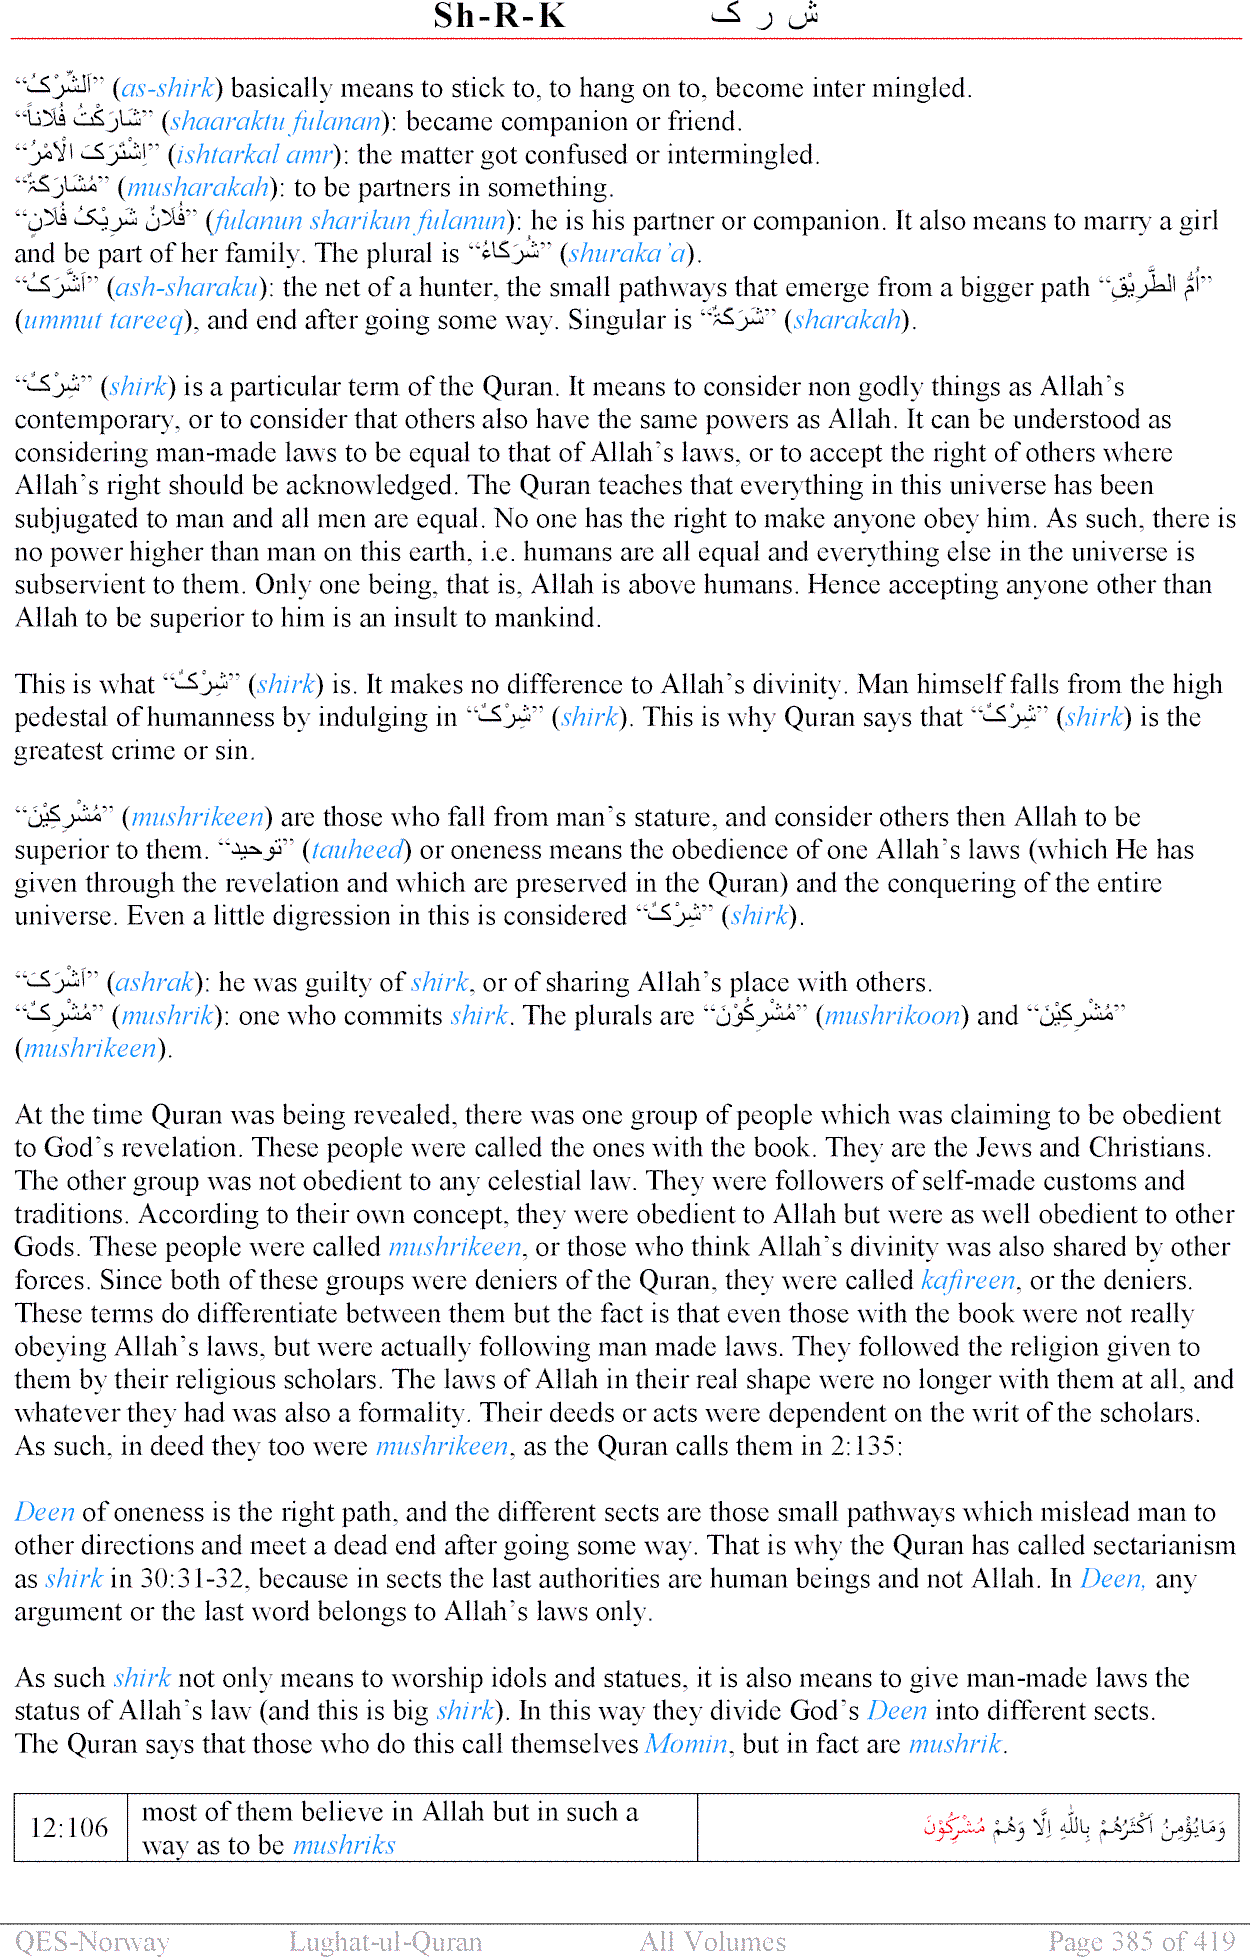 Sh-R-K ش ر ک
“اَلشِّرْکُ” (as-shirk) basically means to stick to, to hang on to, become inter mingled.
“شَارَکْتُ فُلَاناً” (shaaraktu fulanan): became companion or friend.
“اِشْتَرَکَ الْاَمْرُ” (ishtarkal amr): the matter got confused or intermingled.
“مُشَارَکَۃٌ” (musharakah): to be partners in something.
“فُلَانٌ شَرِیْکُ فُلَانٍ” (fulanun sharikun fulanun): he is his partner or companion. It also means to marry a girl
and be part of her family. The plural is “شُرَکَاءُ” (shuraka’a).
“اَشَّرَکُ” (ash-sharaku): the net of a hunter, the small pathways that emerge from a bigger path “اُمُّ الطَّرِیْقِ”
(ummut tareeq), and end after going some way. Singular is “شَرَکَۃٌ” (sharakah).
“شِرْکٌ” (shirk) is a particular term of the Quran. It means to consider non godly things as Allah’s
contemporary, or to consider that others also have the same powers as Allah. It can be understood as
considering man-made laws to be equal to that of Allah’s laws, or to accept the right of others where
Allah’s right should be acknowledged. The Quran teaches that everything in this universe has been
subjugated to man and all men are equal. No one has the right to make anyone obey him. As such, there is
no power higher than man on this earth, i.e. humans are all equal and everything else in the universe is
subservient to them. Only one being, that is, Allah is above humans. Hence accepting anyone other than
Allah to be superior to him is an insult to mankind.
This is what “شِرْکٌ” (shirk) is. It makes no difference to Allah’s divinity. Man himself falls from the high
pedestal of humanness by indulging in “شِرْکٌ” (shirk). This is why Quran says that “شِرْکٌ” (shirk) is the
greatest crime or sin.
“مُشْرِکِیْنَ” (mushrikeen) are those who fall from man’s stature, and consider others then Allah to be
superior to them. “توحید” (tauheed) or oneness means the obedience of one Allah’s laws (which He has
given through the revelation and which are preserved in the Quran) and the conquering of the entire
universe. Even a little digression in this is considered “شِرْکٌ” (shirk).
“اَشْرَکَ” (ashrak): he was guilty of shirk, or of sharing Allah’s place with others.
“مُشْرِکٌ” (mushrik): one who commits shirk. The plurals are “مُشْرِکُوْنَ” (mushrikoon) and “مُشْرِکِیْنَ”
(mushrikeen).
At the time Quran was being revealed, there was one group of people which was claiming to be obedient
to God’s revelation. These people were called the ones with the book. They are the Jews and Christians.
The other group was not obedient to any celestial law. They were followers of self-made customs and
traditions. According to their own concept, they were obedient to Allah but were as well obedient to other
Gods. These people were called mushrikeen, or those who think Allah’s divinity was also shared by other
forces. Since both of these groups were deniers of the Quran, they were called kafireen, or the deniers.
These terms do differentiate between them but the fact is that even those with the book were not really
obeying Allah’s laws, but were actually following man made laws. They followed the religion given to
them by their religious scholars. The laws of Allah in their real shape were no longer with them at all, and
whatever they had was also a formality. Their deeds or acts were dependent on the writ of the scholars.
As such, in deed they too were mushrikeen, as the Quran calls them in 2:135:
Deen of oneness is the right path, and the different sects are those small pathways which mislead man to
other directions and meet a dead end after going some way. That is why the Quran has called sectarianism
as shirk in 30:31-32, because in sects the last authorities are human beings and not Allah. In Deen, any
argument or the last word belongs to Allah’s laws only.
As such shirk not only means to worship idols and statues, it is also means to give man-made laws the
status of Allah’s law (and this is big shirk). In this way they divide God’s Deen into different sects.
The Quran says that those who do this call themselves Momin, but in fact are mushrik.
12:106 most of them believe in Allah but in such a
way as to be mushriks
وَمَایُؤْمِنُ اَکْثَرُهُمْ بِاللّٰهِ اِلَّا وَهُمْ مُشْرِکُوْنَ
QES-Norway Lughat-ul-Quran All Volumes Page 385 of 419